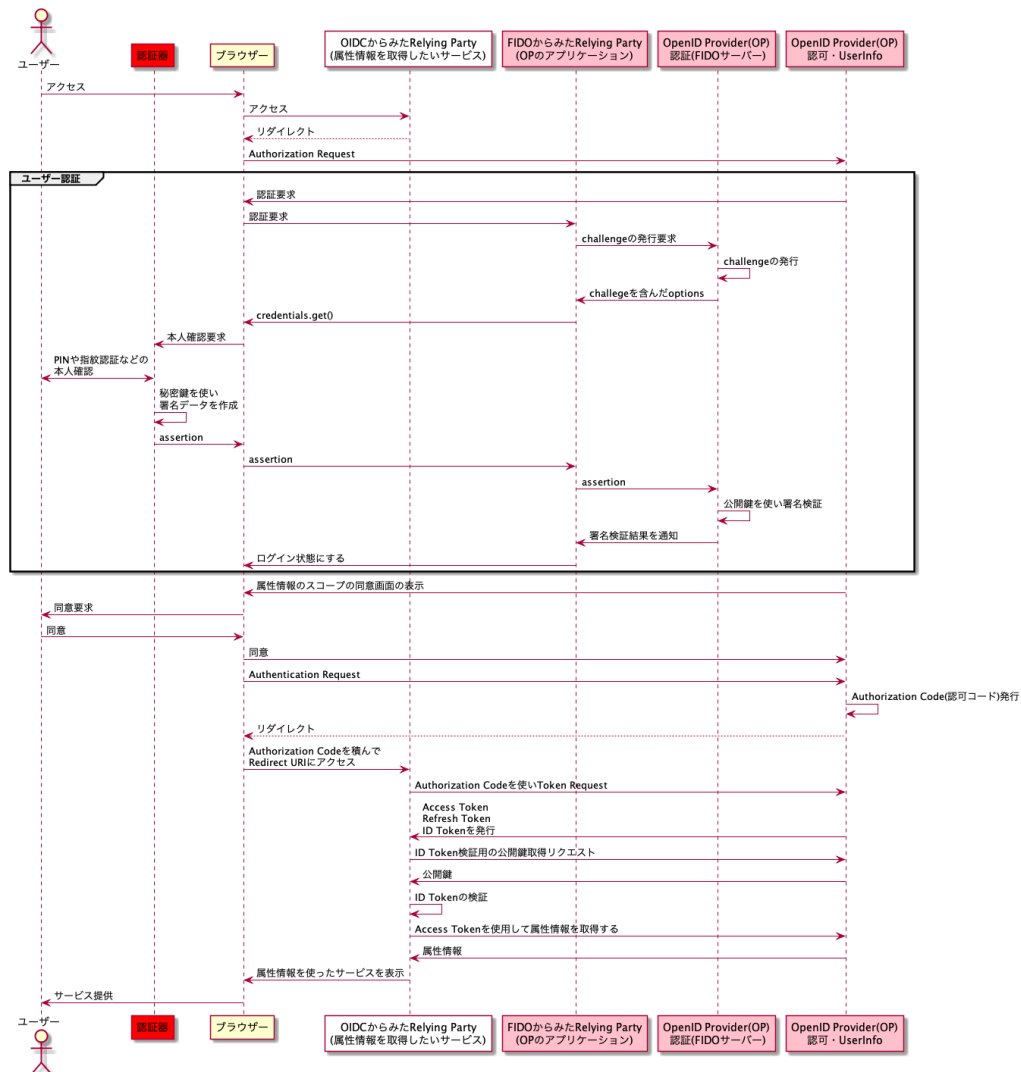 ユーザー
認証器
ブラウザー
OIDCからみたRelying Party
(属性情報を取得したいサービス)
FIDOからみたRelying Party
(OPのアプリケーション)
OpenID Provider(OP)
認証(FIDOサーバー)
OpenID Provider(OP)
認可・UserInfo
アクセス
アクセス
リダイレクト
Authorization Request
ユーザー認証
認証要求
認証要求
challengeの発行要求
challengeの発行
challegeを含んだoptions
credentials.get()
本人確認要求
PINや指紋認証などの
本人確認
秘密鍵を使い
署名データを作成
assertion
assertion
assertion
公開鍵を使い署名検証
署名検証結果を通知
ログイン状態にする
属性情報のスコープの同意画面の表示
同意要求
同意
同意
Authentication Request
Authorization Code(認可コード)発行
リダイレクト
Authorization Codeを積んで
Redirect URIにアクセス
Authorization Codeを使いToken Request
Access Token
Refresh Token
ID Tokenを発行
ID Token検証用の公開鍵取得リクエスト
公開鍵
ID Tokenの検証
Access Tokenを使用して属性情報を取得する
属性情報
属性情報を使ったサービスを表示
サービス提供
ユーザー
認証器
ブラウザー
OIDCからみたRelying Party
(属性情報を取得したいサービス)
FIDOからみたRelying Party
(OPのアプリケーション)
OpenID Provider(OP)
認証(FIDOサーバー)
OpenID Provider(OP)
認可・UserInfo